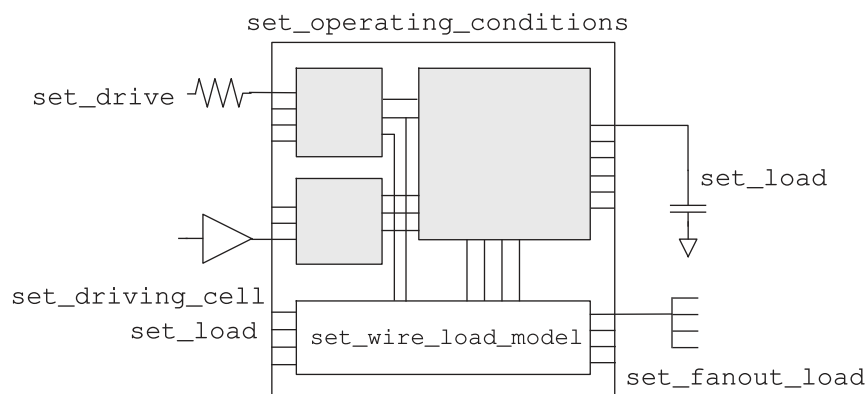 set_operating_conditions
set_drive
set_load
set_driving_cell
set_load
set_wire_load_model
set_fanout_load